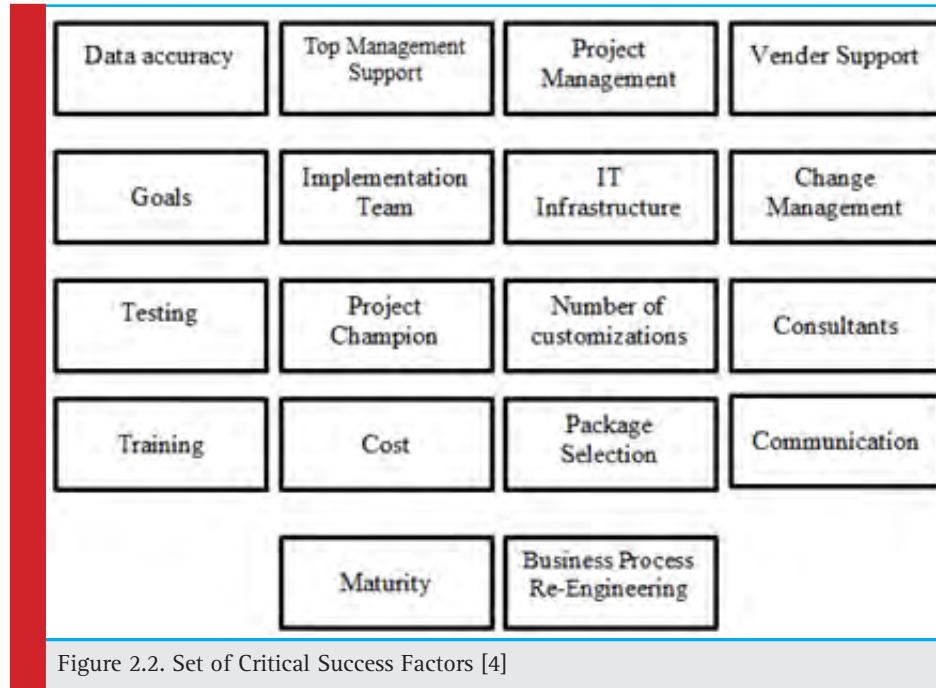 Data accuracy
Top Management
Support
Project
Management
Vender Support
Goals
Implementation
Team
IT
Infrastructure
Change
Management
Testing
Project
Champion
Number of
customizations
Consultants
Training
Cost
Package
Selection
Communication
Maturity
Business Process
Re-Engineering
Figure 2.2. Set of Critical Success Factors [4]